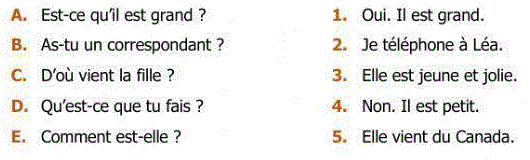 A. Est-ce qu'il est grand ? 1. Oui. Il est grand.
B. As-tu un correspondant ? 2. Je téléphone à Léa.
C. D'où vient la fille ? 3. Elle est jeune et jolie.
D. Qu'est-ce que tu fais ? 4. Non. Il est petit.
E. Comment est-elle ? 5. Elle vient du Canada.